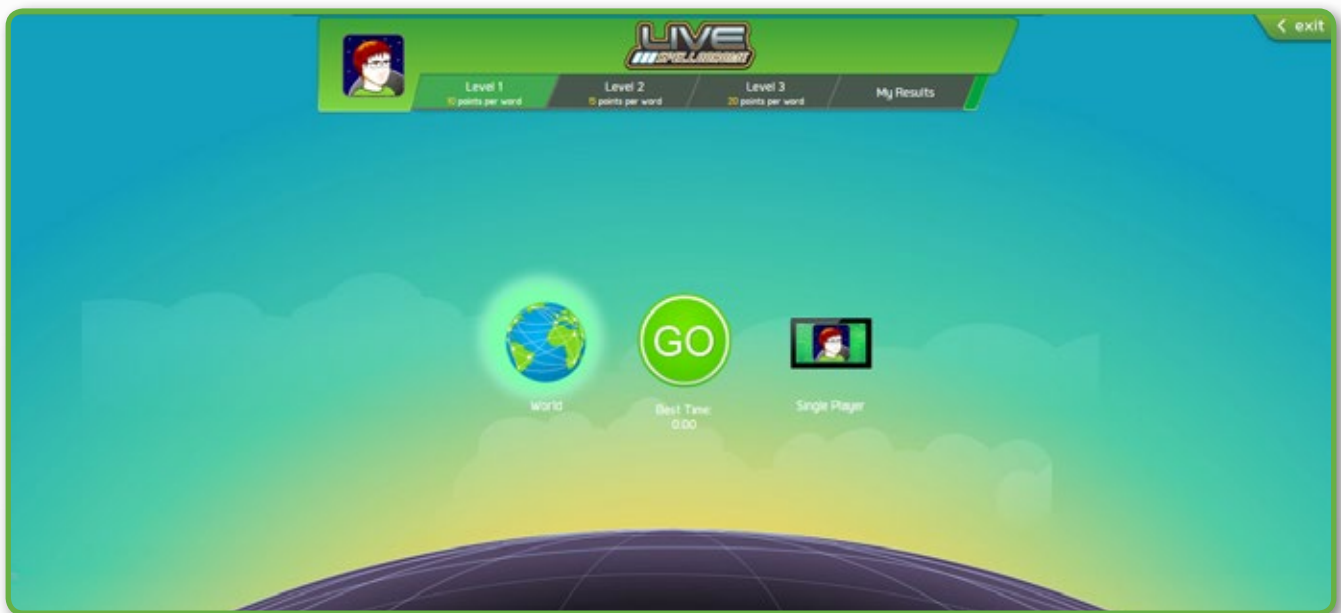 LIVE
SPELLODROME
< exit
Level 1
10 points per word
Level 2
15 points per word
Level 3
20 points per word
My Results
GO
World
Best Time:
0.00
Single Player